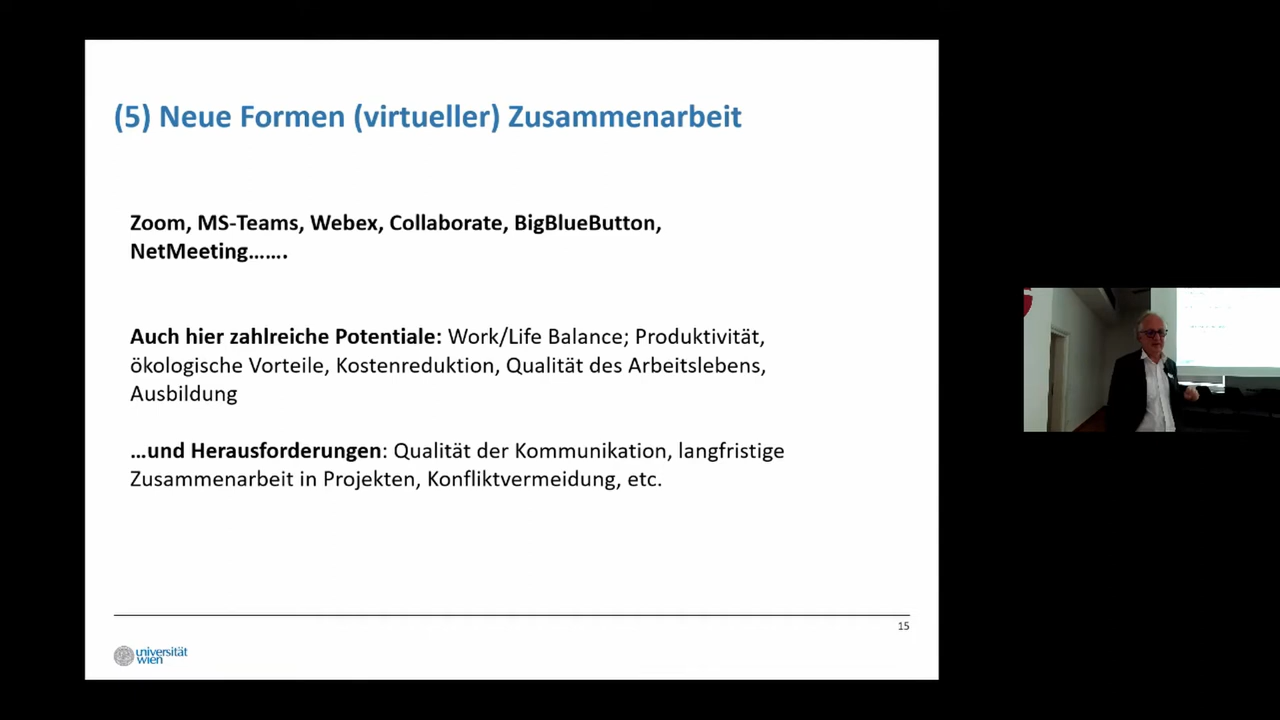 (5) Neue Formen (virtueller) Zusammenarbeit
Zoom, MS-Teams, Webex, Collaborate, BigBlueButton,
NetMeeting.......
Auch hier zahlreiche Potentiale: Work/Life Balance; Produktivität,
ökologische Vorteile, Kostenreduktion, Qualität des Arbeitslebens,
Ausbildung
...und Herausforderungen: Qualität der Kommunikation, langfristige
Zusammenarbeit in Projekten, Konfliktvermeidung, etc.
15
universität
wien